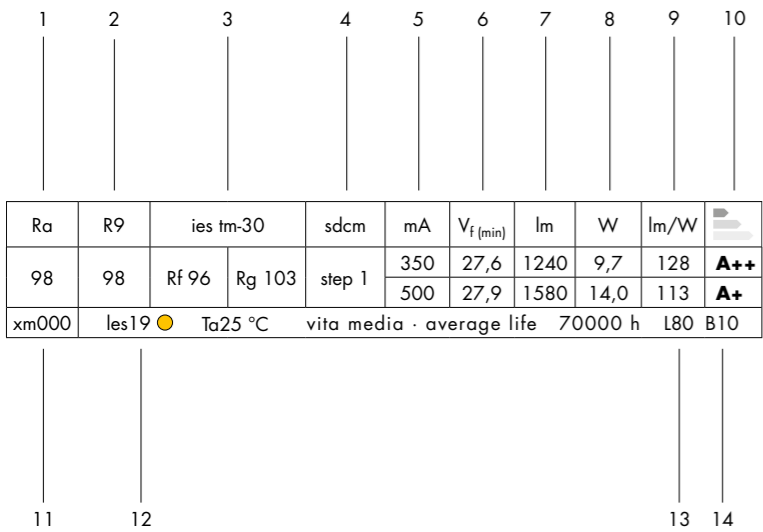 1 2 3 4 5 6 7 8 9 10
Ra R9 ies tm-30 sdcm mA Vf (min) lm W lm/W
98 98 Rf 96 Rg 103 step 1
350 27,6 1240 9,7 128 A++
500 27,9 1580 14,0 113 A+
xm000 les19 Ta25 °C vita media · average life 70000 h L80 B10
11 12 13 14